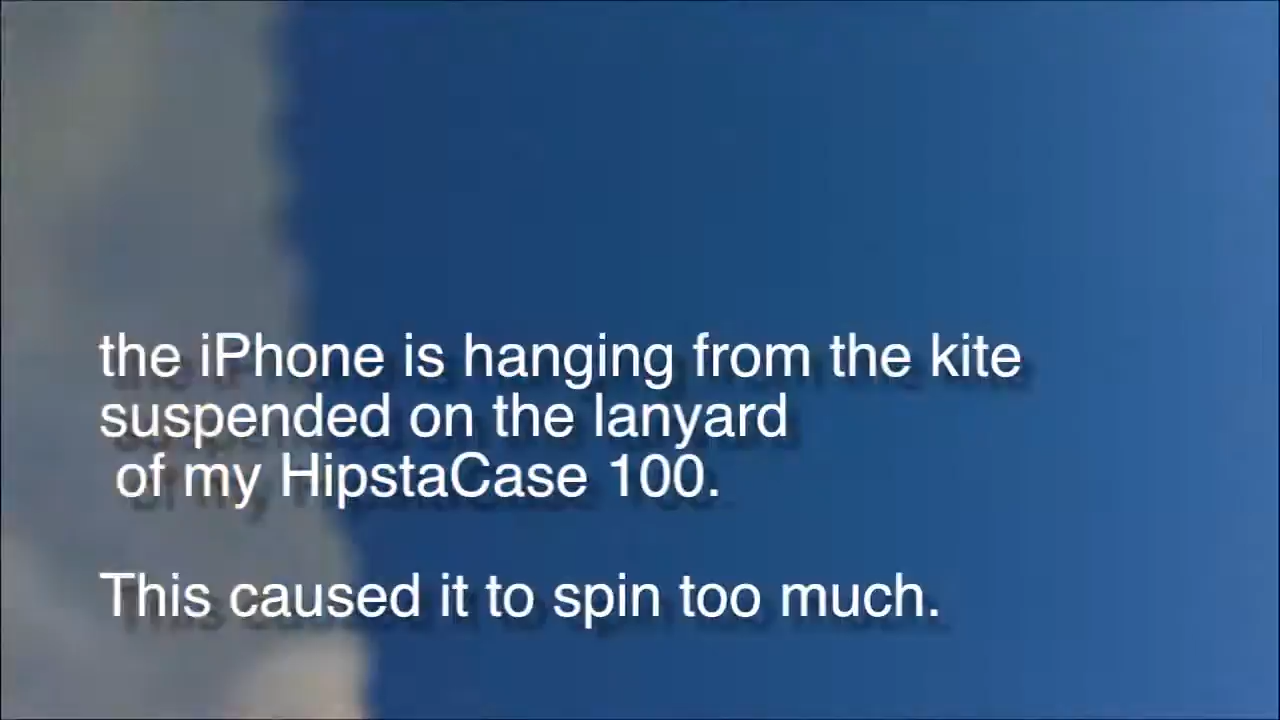 the iPhone is hanging from the kite
suspended on the lanyard
of my HipstaCase 100.
This caused it to spin too much.